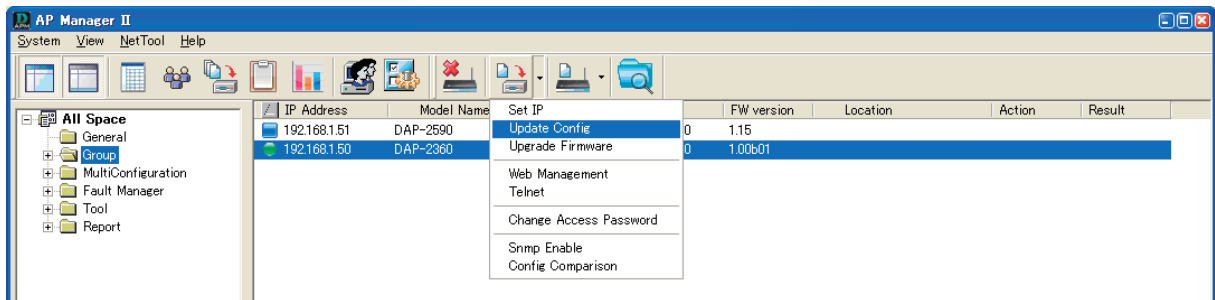 AP Manager II
System View NetTool Help
IP Address Model Name FW version Location Action Result
192.168.1.51 DAP-2590 0 1.15
192.168.1.50 DAP-2360 0 1.00b01
All Space
General
Group
MultiConfiguration
Fault Manager
Tool
Report
Set IP
Update Config
Upgrade Firmware
Web Management
Telnet
Change Access Password
Snmp Enable
Config Comparison